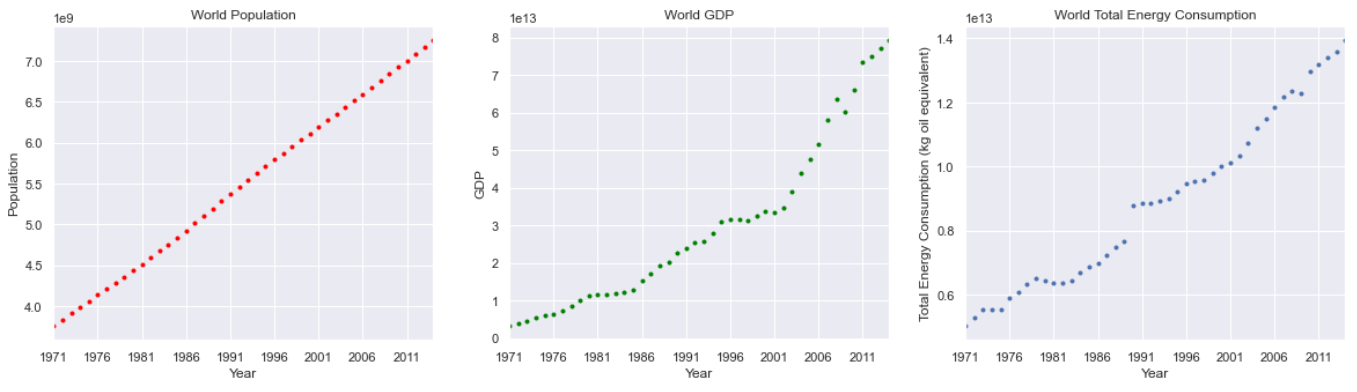 World Population
1e9
Population
7.0
6.5
6.0
5.5
5.0
4.5
4.0
1971 1976 1981 1986 1991 1996 2001 2006 2011
Year
World GDP
1e13
GDP
8
7
6
5
4
3
2
1
0
1971 1976 1981 1986 1991 1996 2001 2006 2011
Year
World Total Energy Consumption
1e13
Total Energy Consumption (kg oil equivalent)
1.4
1.2
1.0
0.8
0.6
1971 1976 1981 1986 1991 1996 2001 2006 2011
Year